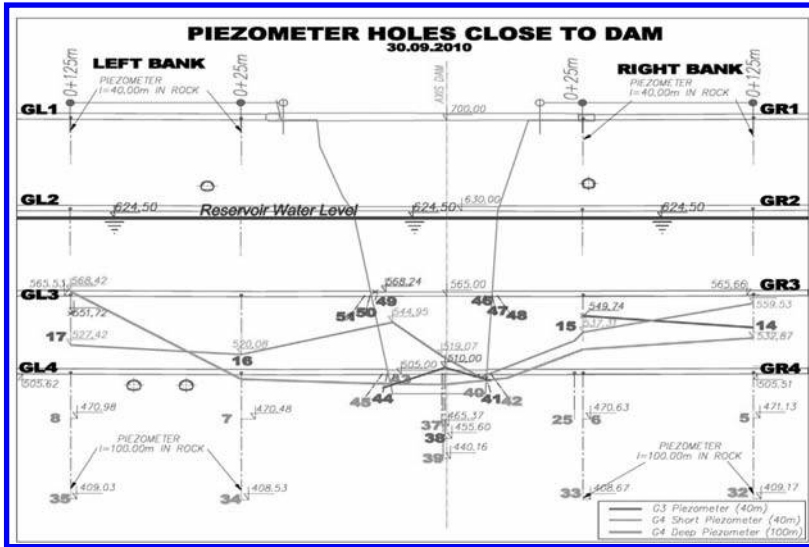 PIEZOMETER HOLES CLOSE TO DAM
30.09.2010
LEFT BANK
RIGHT BANK
0+125m
0+25m
AXIS DAM
0+25m
0+125m
PIEZOMETER
l=40,00m IN ROCK
PIEZOMETER
l=40,00m IN ROCK
GL1
700,00
GR1
GL2
624,50
Reservoir Water Level
624,50
630,00
624,50
GR2
565,53
568,42
568,24
565,00
565,66
GL3
GR3
551,72
51
50
49
46
47
48
549,74
559,53
17
527,42
520,08
16
544,95
519,07
510,00
15
537,31
14
532,87
GL4
505,00
GR4
505,62
45
44
43
40
41
42
505,51
8
470,98
7
470,48
37
465,37
38
455,60
39
440,16
25
470,63
6
5
471,13
PIEZOMETER
l=100.00m IN ROCK
PIEZOMETER
l=100.00m IN ROCK
35
409,03
34
408,53
33
408,67
32
409,17
G3 Piezometer (40m)
G4 Short Piezometer (40m)
G4 Deep Piezometer (100m)